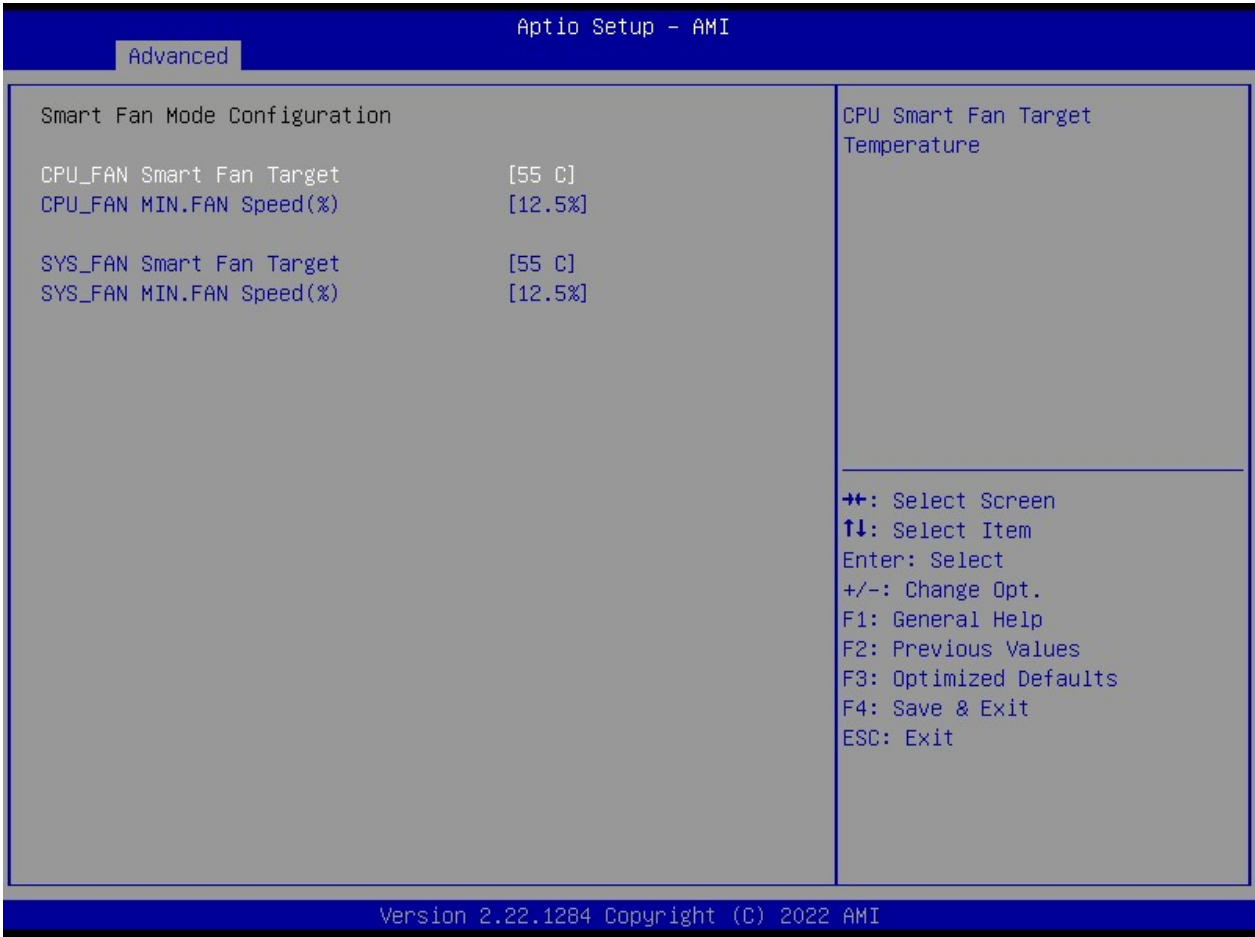 Aptio Setup – AMI
Advanced
Smart Fan Mode Configuration
CPU_FAN Smart Fan Target [55 C]
CPU_FAN MIN.FAN Speed(%) [12.5%]
SYS_FAN Smart Fan Target [55 C]
SYS_FAN MIN.FAN Speed(%) [12.5%]
CPU Smart Fan Target
Temperature
→←: Select Screen
↑↓: Select Item
Enter: Select
+/-: Change Opt.
F1: General Help
F2: Previous Values
F3: Optimized Defaults
F4: Save & Exit
ESC: Exit
Version 2.22.1284 Copyright (C) 2022 AMI